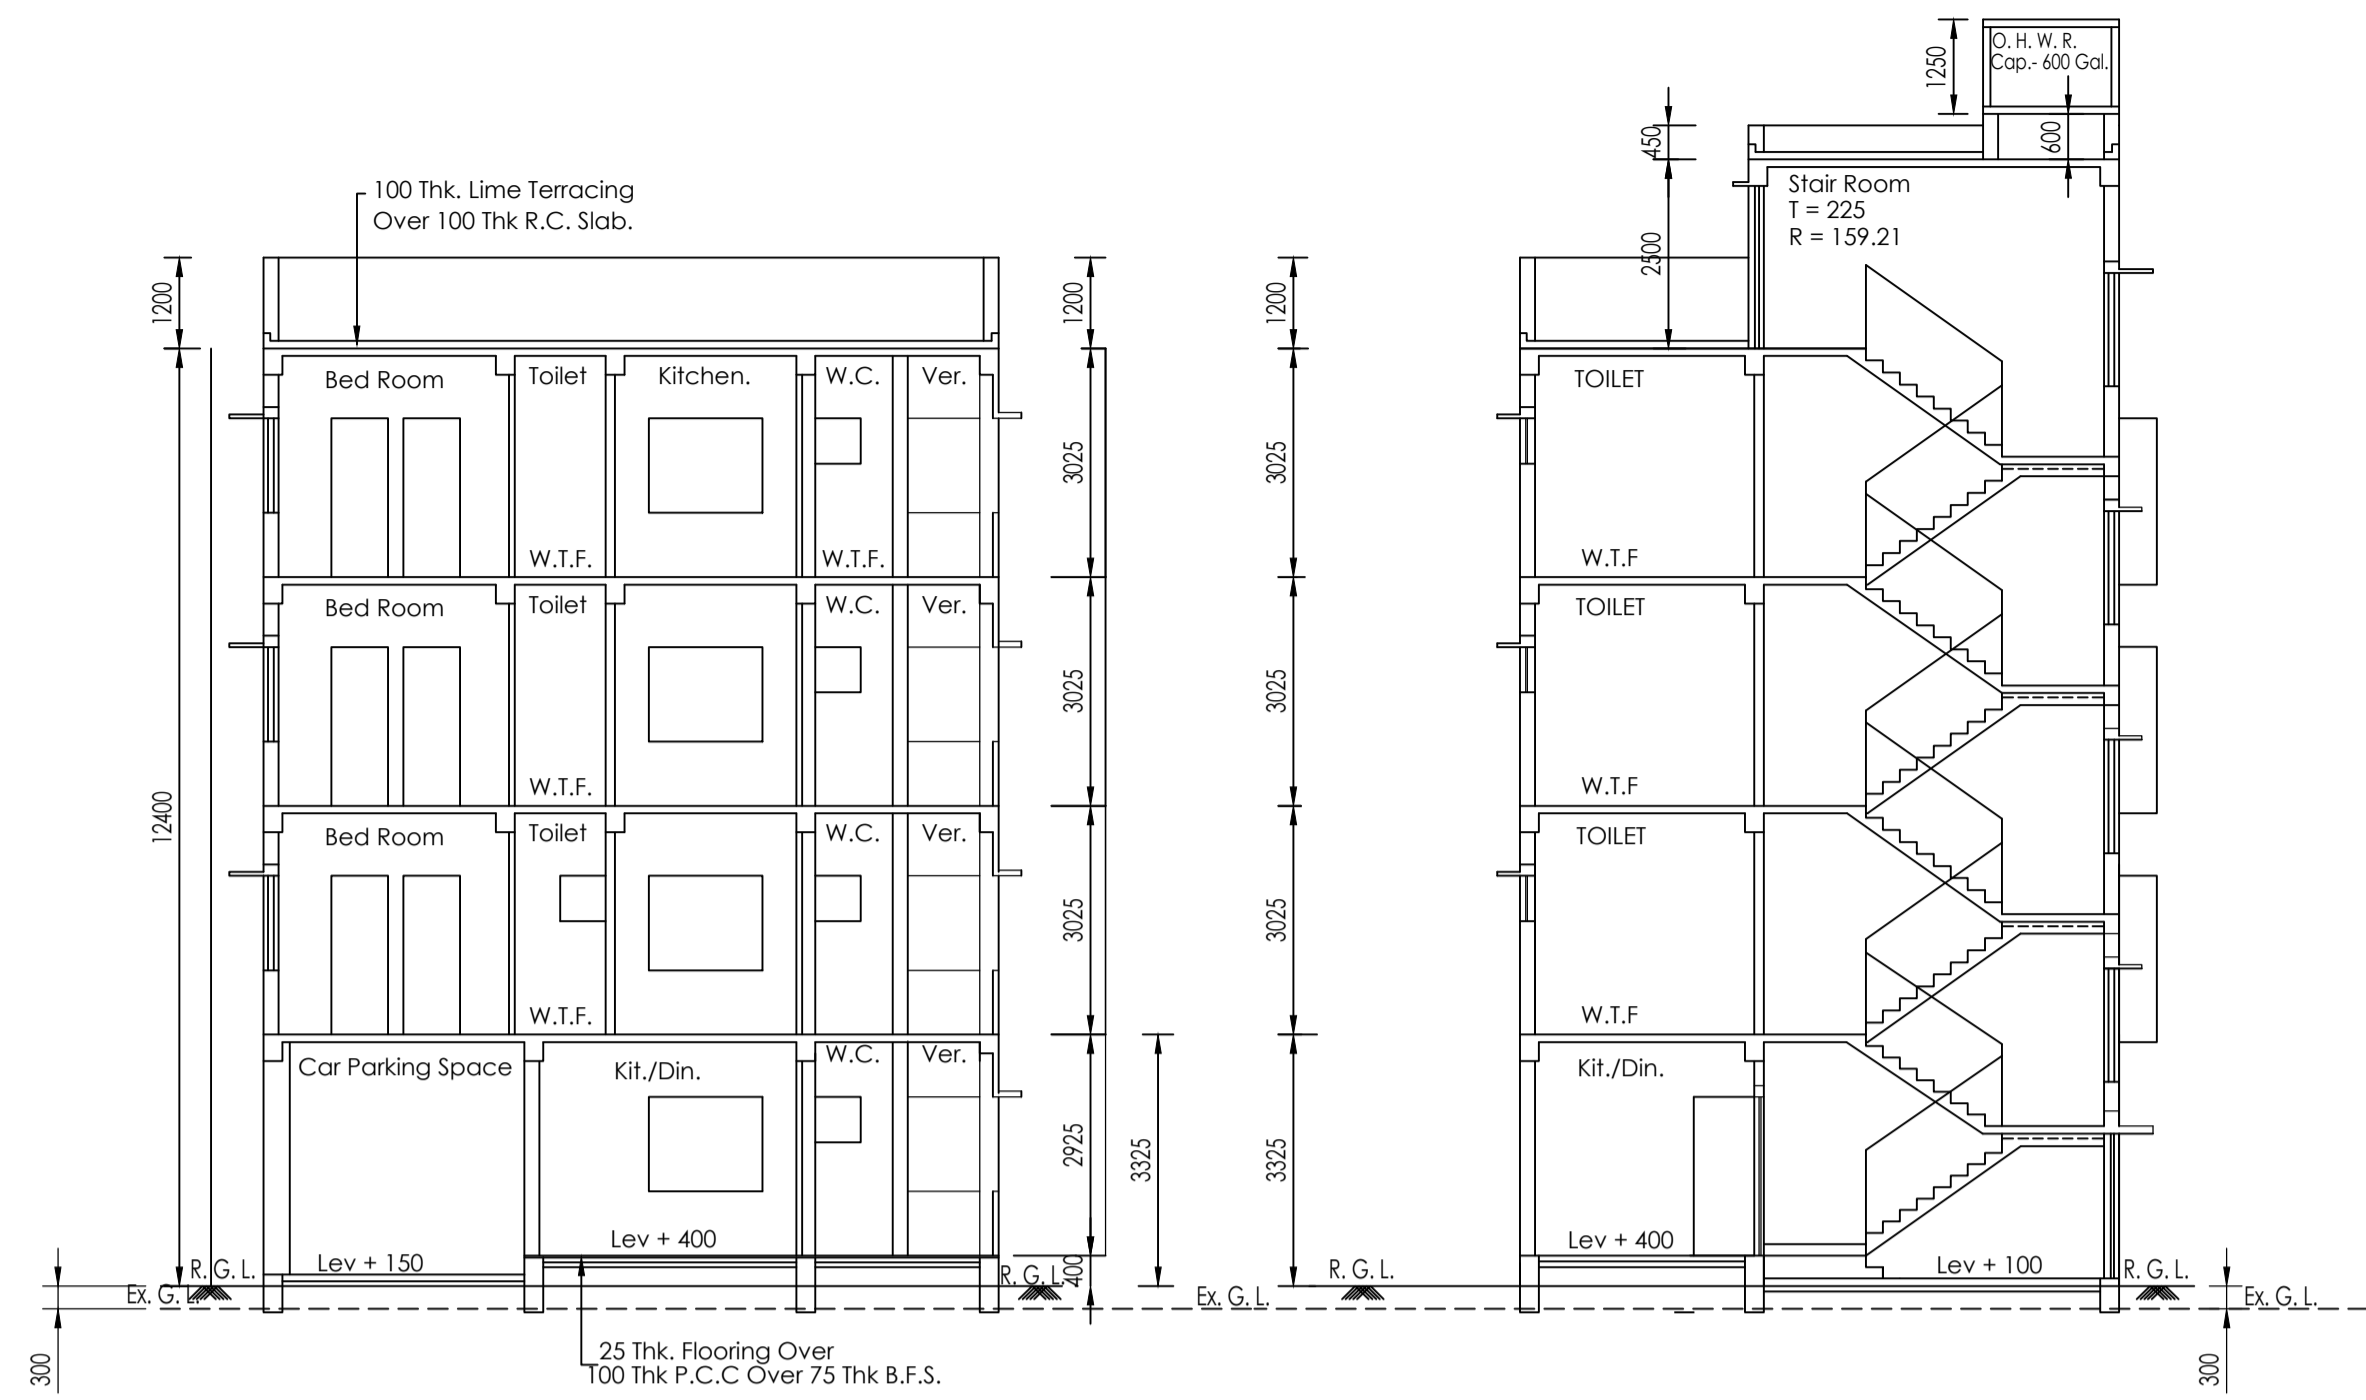 O. H. W. R.
Cap.- 600 Gal.
1250
450
600
100 Thk. Lime Terracing
Over 100 Thk R.C. Slab.
Stair Room
T = 225
R = 159.21
2500
1200
1200
1200
Bed Room
Toilet
Kitchen.
W.C.
Ver.
TOILET
3025
3025
W.T.F.
W.T.F.
W.T.F
Bed Room
Toilet
W.C.
Ver.
TOILET
3025
3025
W.T.F.
W.T.F
12400
Bed Room
Toilet
W.C.
Ver.
TOILET
3025
3025
W.T.F.
W.T.F
Car Parking Space
Kit./Din.
W.C.
Ver.
Kit./Din.
2925
3325
3325
Lev + 400
Lev + 400
Lev + 150
Lev + 100
R. G. L.
R. G. L.
400
R. G. L.
R. G. L.
Ex. G. L.
Ex. G. L.
Ex. G. L.
300
25 Thk. Flooring Over
100 Thk P.C.C Over 75 Thk B.F.S.
300